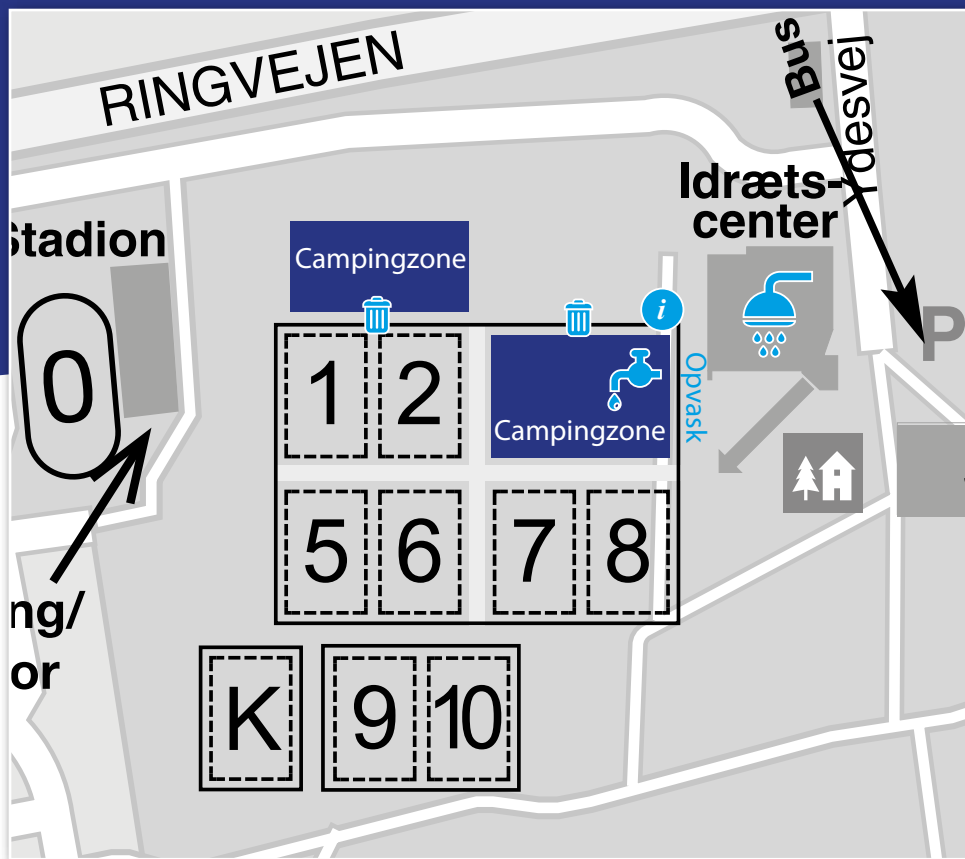 RINGVEJEN
Bus
Ydesvej
Idræts-
center
Stadion
Campingzone
i
P
0
1
2
Campingzone
Opvask
5
6
7
8
ng/
or
K
9
10